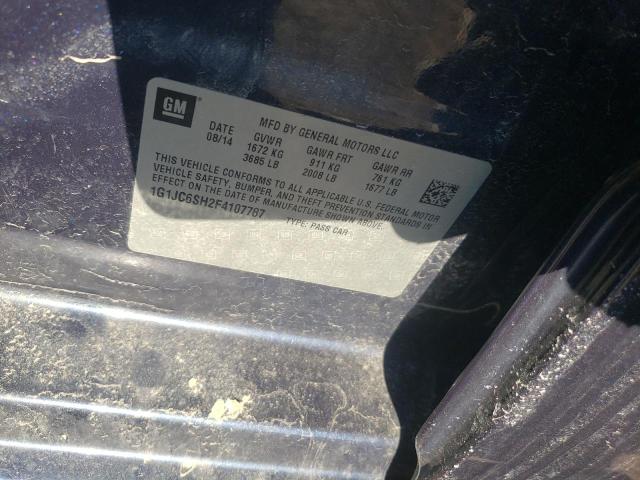 GM
MFD BY GENERAL MOTORS LLC
DATE GVWR GAWR FRT GAWR RR
08/14 1672 KG 911 KG 761 KG
3685 LB 2008 LB 1677 LB
THIS VEHICLE CONFORMS TO ALL APPLICABLE U.S. FEDERAL MOTOR
VEHICLE SAFETY, BUMPER, AND THEFT PREVENTION STANDARDS IN
EFFECT ON THE DATE OF MANUFACTURE SHOWN ABOVE.
1G1JC6SH2F4107767
TYPE: PASS CAR